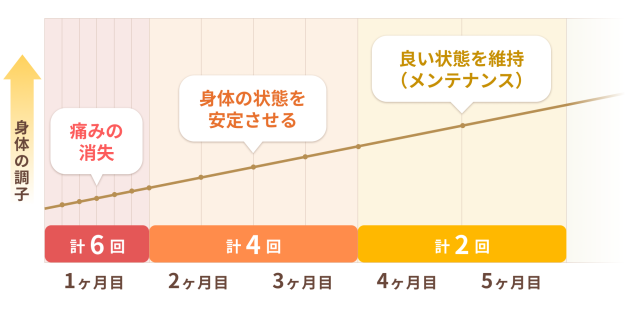 身体の調子
痛みの
消失
身体の状態を
安定させる
良い状態を維持
（メンテナンス）
計6回
計4回
計2回
1ヶ月目
2ヶ月目
3ヶ月目
4ヶ月目
5ヶ月目